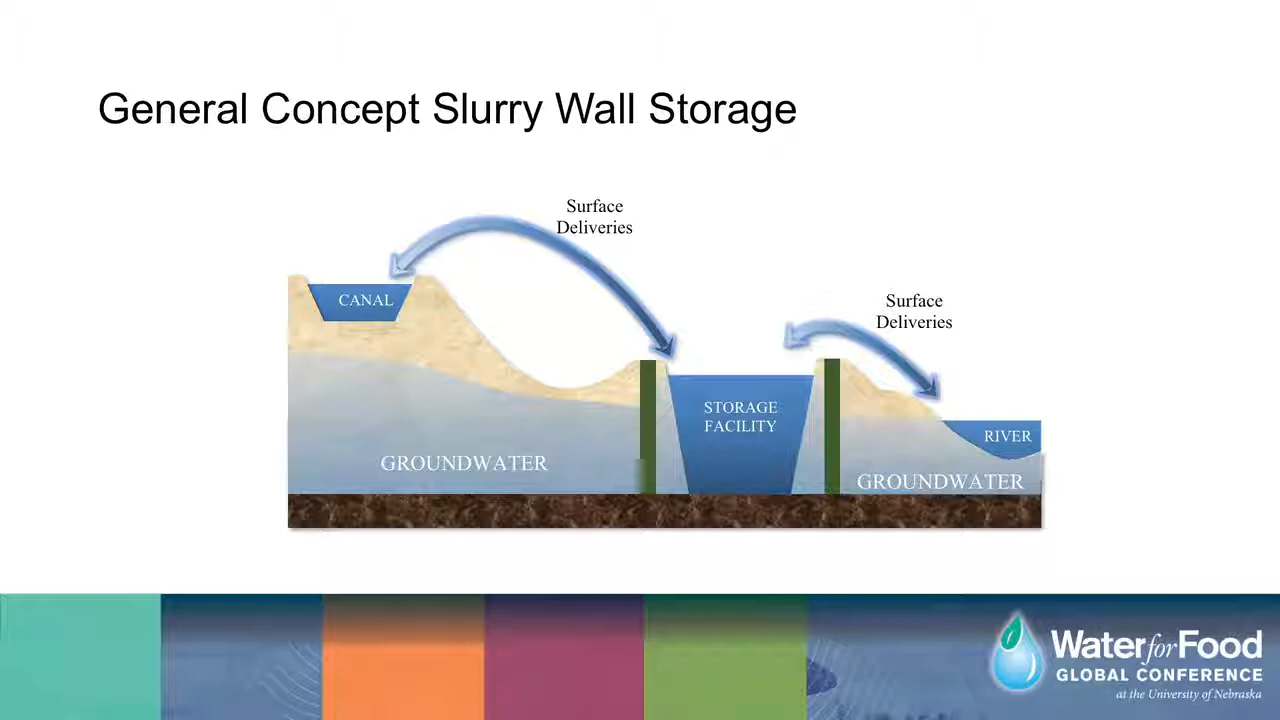 General Concept Slurry Wall Storage
Surface
Deliveries
CANAL
Surface
Deliveries
STORAGE
FACILITY
RIVER
GROUNDWATER
GROUNDWATER
Water for Food
GLOBAL CONFERENCE
at the University of Nebraska